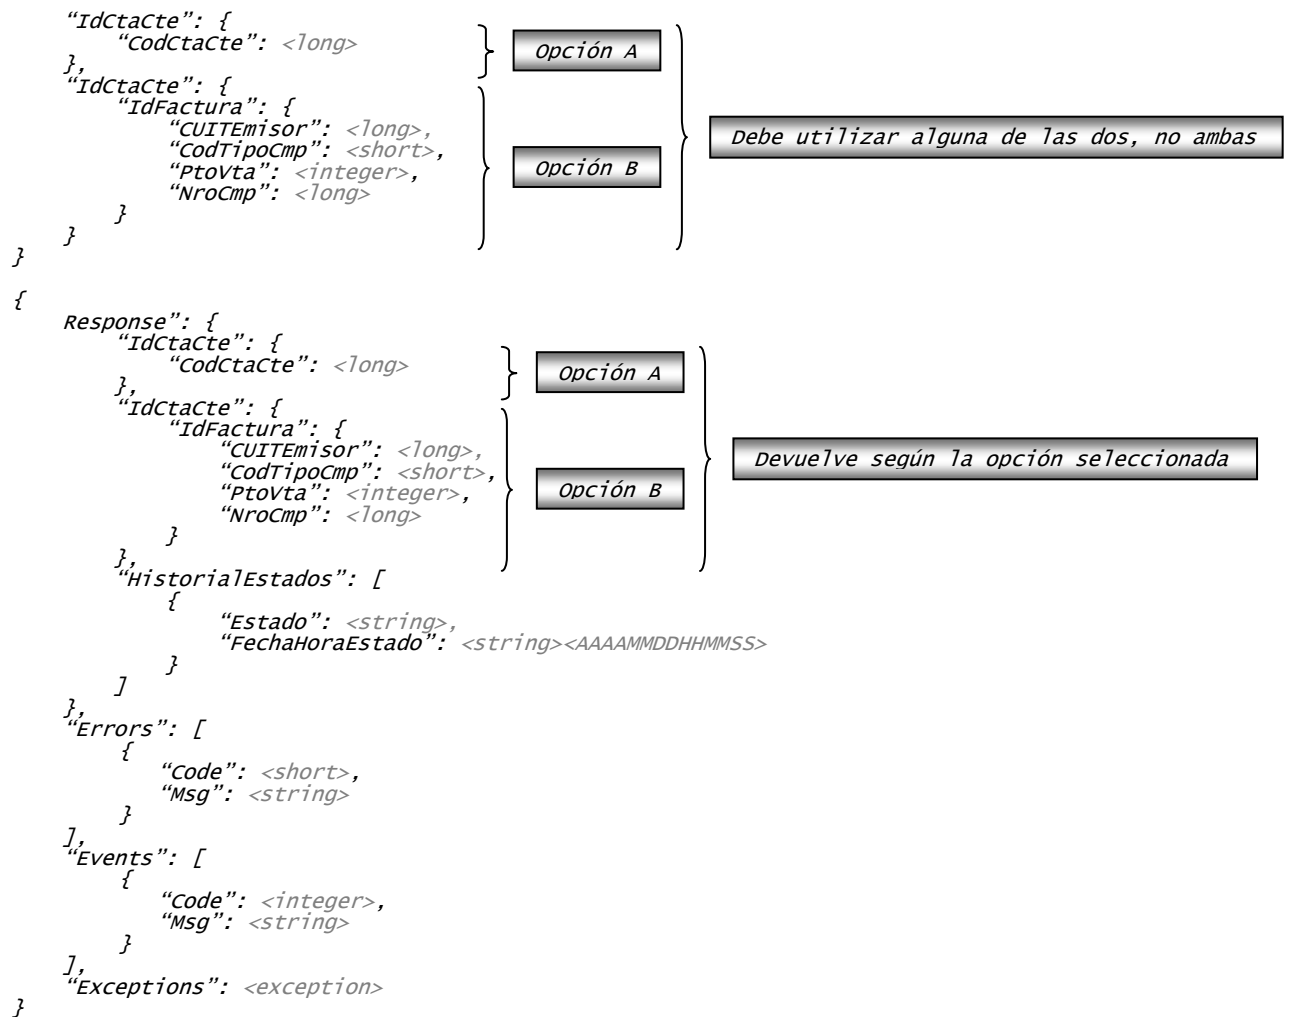 “IdCtaCte”: {
“CodCtaCte”: <long>
Opción A
},
“IdCtaCte”: {
“IdFactura”: {
“CUITEmisor”: <long>,
“CodTipoCmp”: <short>,
Debe utilizar alguna de las dos, no ambas
“PtoVta”: <integer>,
Opción B
“NroCmp”: <long>
}
}
}
{
Response”: {
“IdCtaCte”: {
“CodCtaCte”: <long>
Opción A
},
“IdCtaCte”: {
“IdFactura”: {
“CUITEmisor”: <long>,
Devuelve según la opción seleccionada
“CodTipoCmp”: <short>,
“PtoVta”: <integer>,
Opción B
“NroCmp”: <long>
}
},
“HistorialEstados”: [
{
“Estado”: <string>,
“FechaHoraEstado”: <string><AAAAMMDDHHMMSS>
}
]
},
“Errors”: [
{
“Code”: <short>,
“Msg”: <string>
}
],
“Events”: [
{
“Code”: <integer>,
“Msg”: <string>
}
],
“Exceptions”: <exception>
}